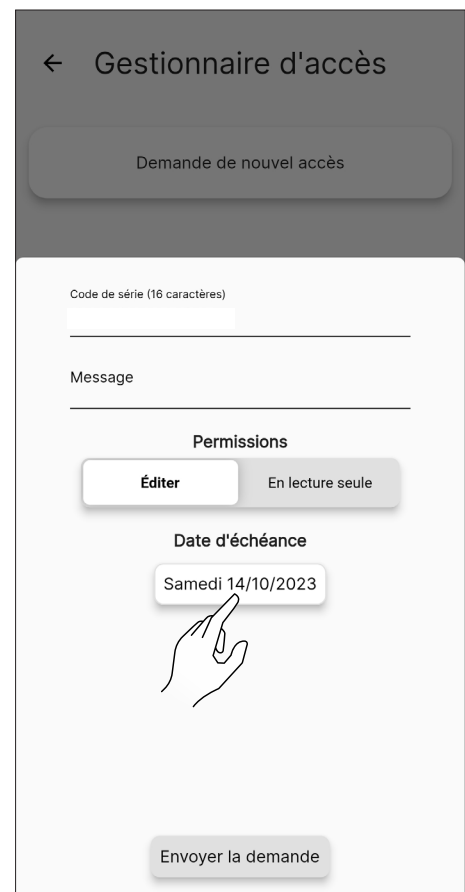 Gestionnaire d'accès
Demande de nouvel accès
Code de série (16 caractères)
Message
Permissions
Éditer En lecture seule
Date d'échéance
Samedi 14/10/2023
Envoyer la demande